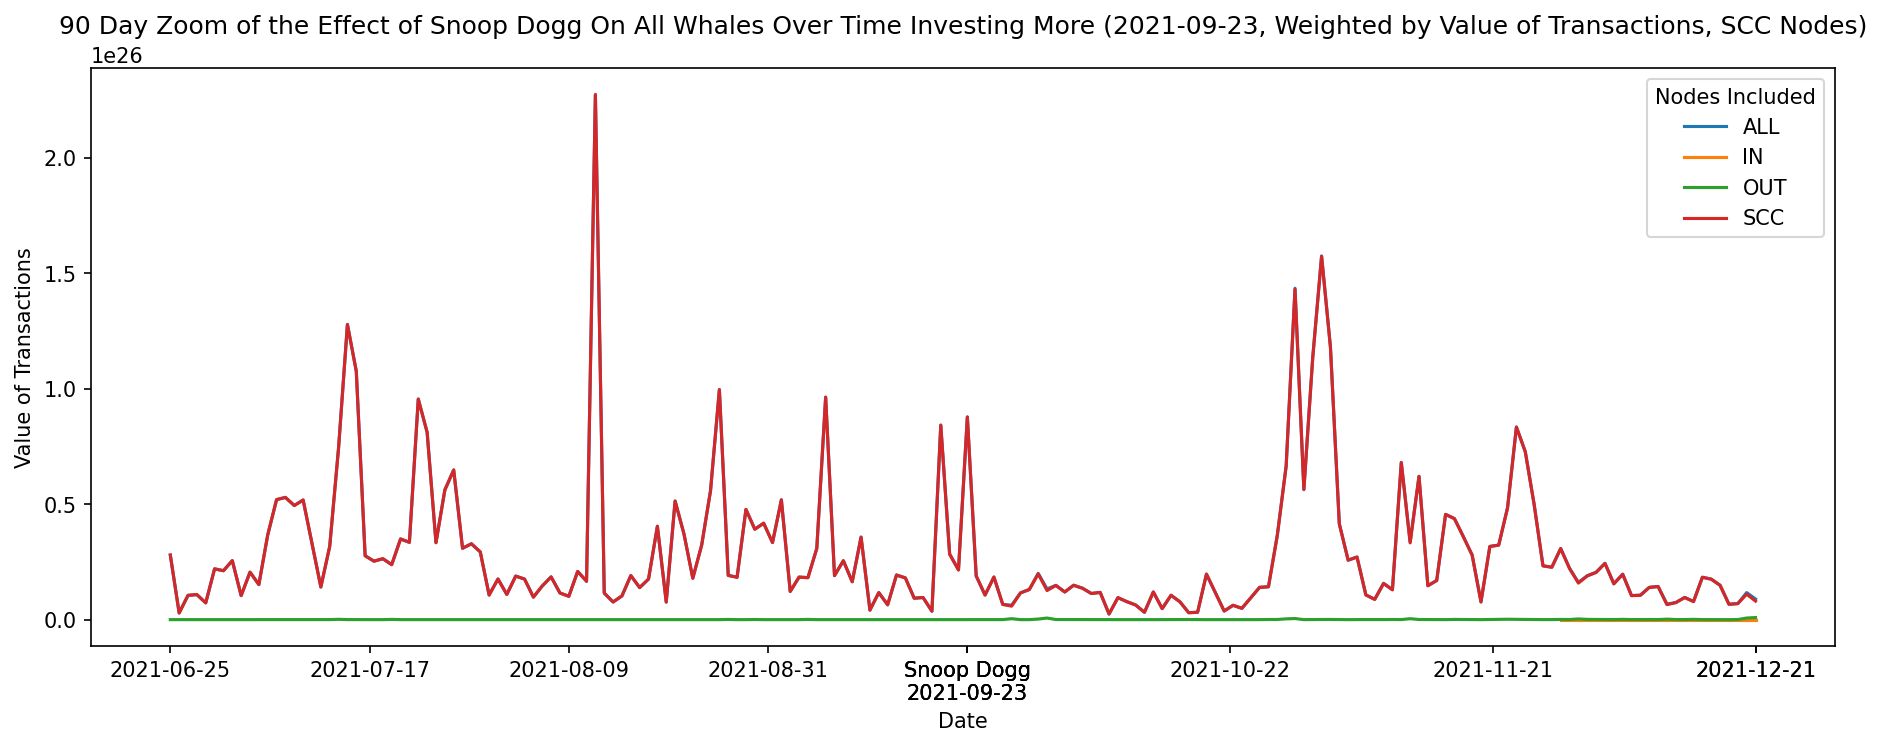 90 Day Zoom of the Effect of Snoop Dogg On All Whales Over Time Investing More (2021-09-23, Weighted by Value of Transactions, SCC Nodes)
1e26
Nodes Included
ALL
IN
OUT
SCC
Value of Transactions
2.0
1.5
1.0
0.5
0.0
2021-06-25 2021-07-17 2021-08-09 2021-08-31 Snoop Dogg 2021-10-22 2021-11-21 2021-12-21
2021-09-23
Date